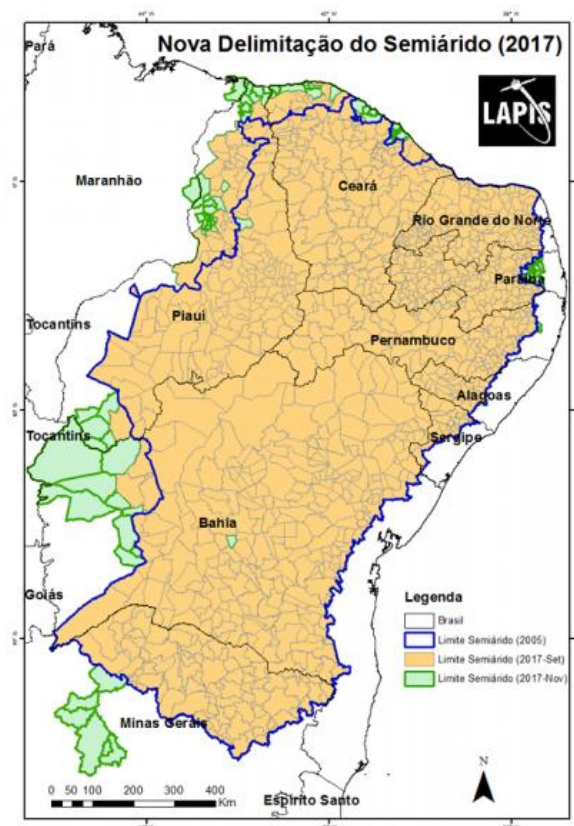 Nova Delimitação do Semiárido (2017)
LAPIS
Pará
Maranhão
Ceará
Rio Grande do Norte
Paraíba
Piauí
Tocantins
Pernambuco
Alagoas
Tocantins
Sergipe
Bahia
Goiás
Legenda
Brasil
Limite Semiárido (2005)
Limite Semiárido (2017-Set)
Limite Semiárido (2017-Nov)
Minas Gerais
N
0 50 100 200 300 400
Km
Espírito Santo